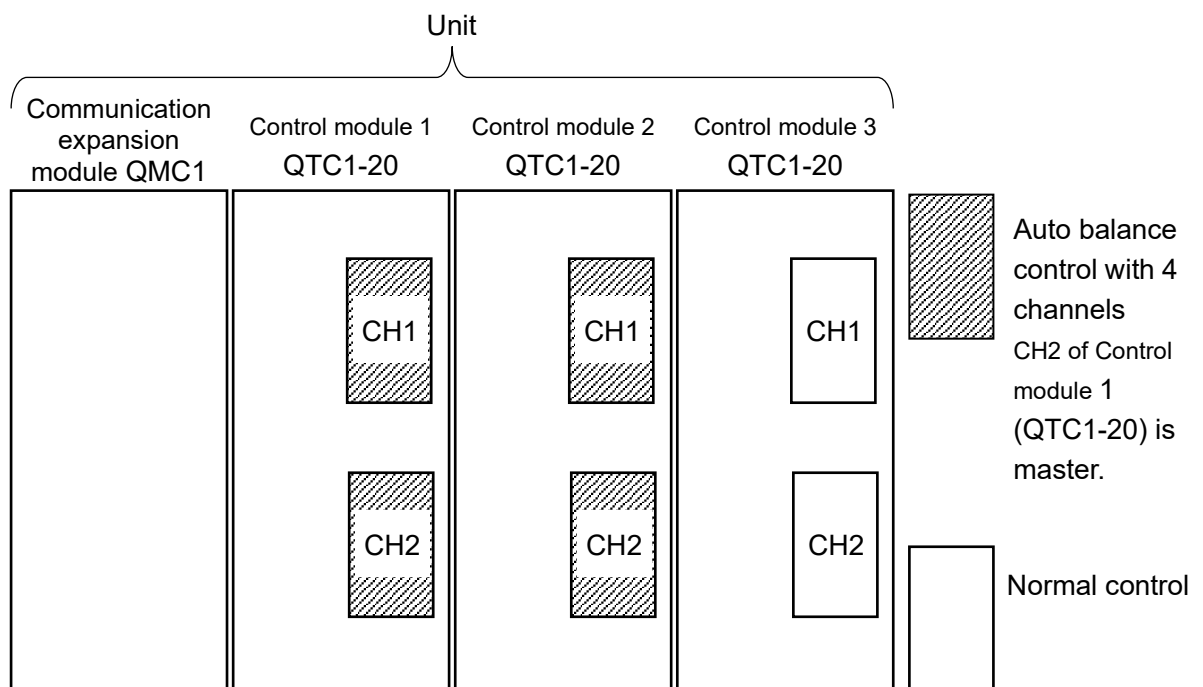 Unit
Communication
expansion
module QMC1
Control module 1
QTC1-20
Control module 2
QTC1-20
Control module 3
QTC1-20
CH1
CH1
CH1
CH2
CH2
CH2
Auto balance
control with 4
channels
CH2 of Control
module 1
(QTC1-20) is
master.
Normal control